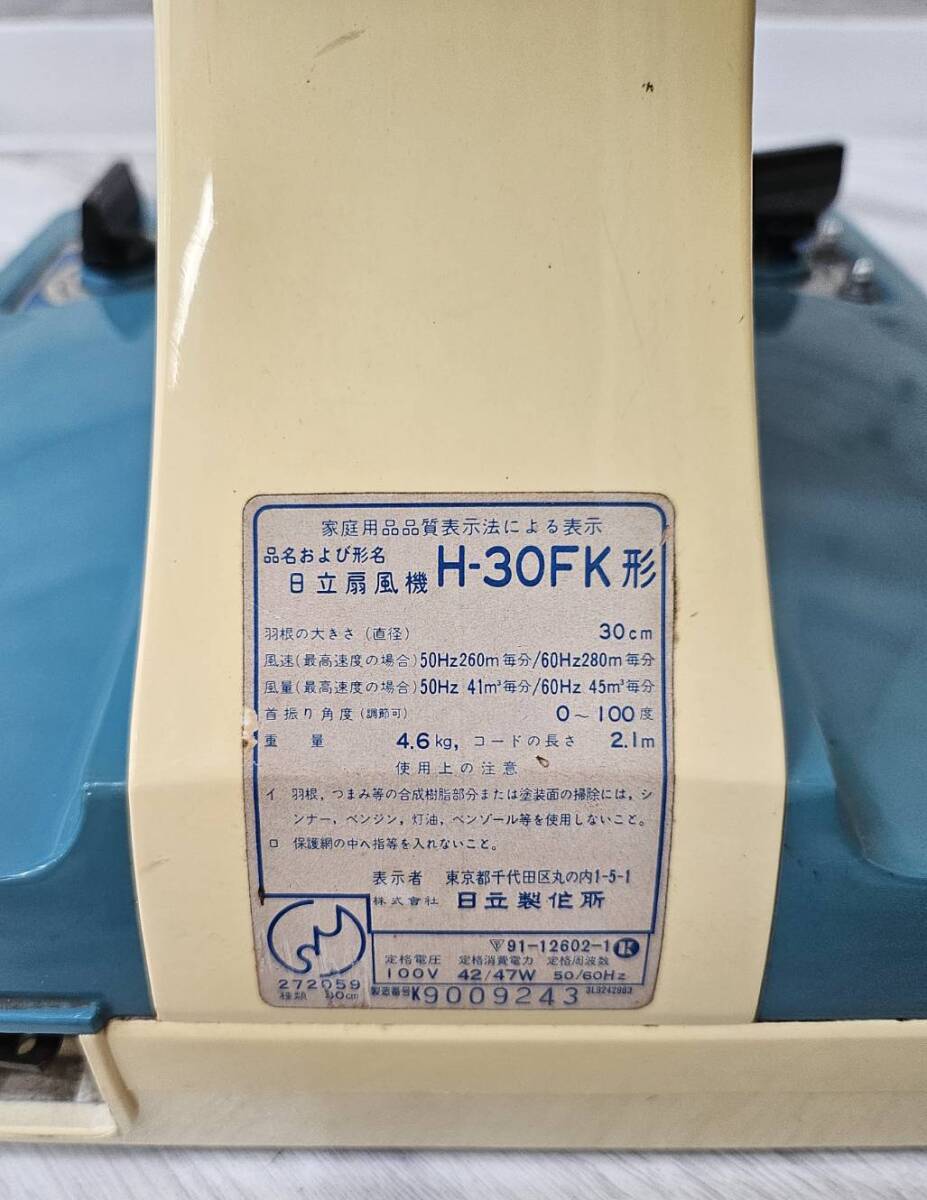 家庭用品品質表示法による表示
品名および形名
日立扇風機 H-30FK形
羽根の大きさ(直径) 30cm
風速(最高速度の場合)50Hz260m毎分/60Hz280m毎分
風量(最高速度の場合)50Hz 41m³毎分/60Hz 45m³毎分
首振り角度(調節可) 0〜100度
重量 4.6kg, コードの長さ 2.1m
使用上の注意
イ 羽根,つまみ等の合成樹脂部分または塗装面の掃除には,シ
ンナー,ベンジン,灯油,ベンゾール等を使用しないこと。
ロ 保護網の中へ指等を入れないこと。
表示者 東京都千代田区丸の内1-5-1
株式会社 日立製作所
91-12602-1 K
定格電圧 定格消費電力 定格周波数
100V 42/47W 50/60Hz
272059
種類 30cm
製造番号K9009243
3L9242983